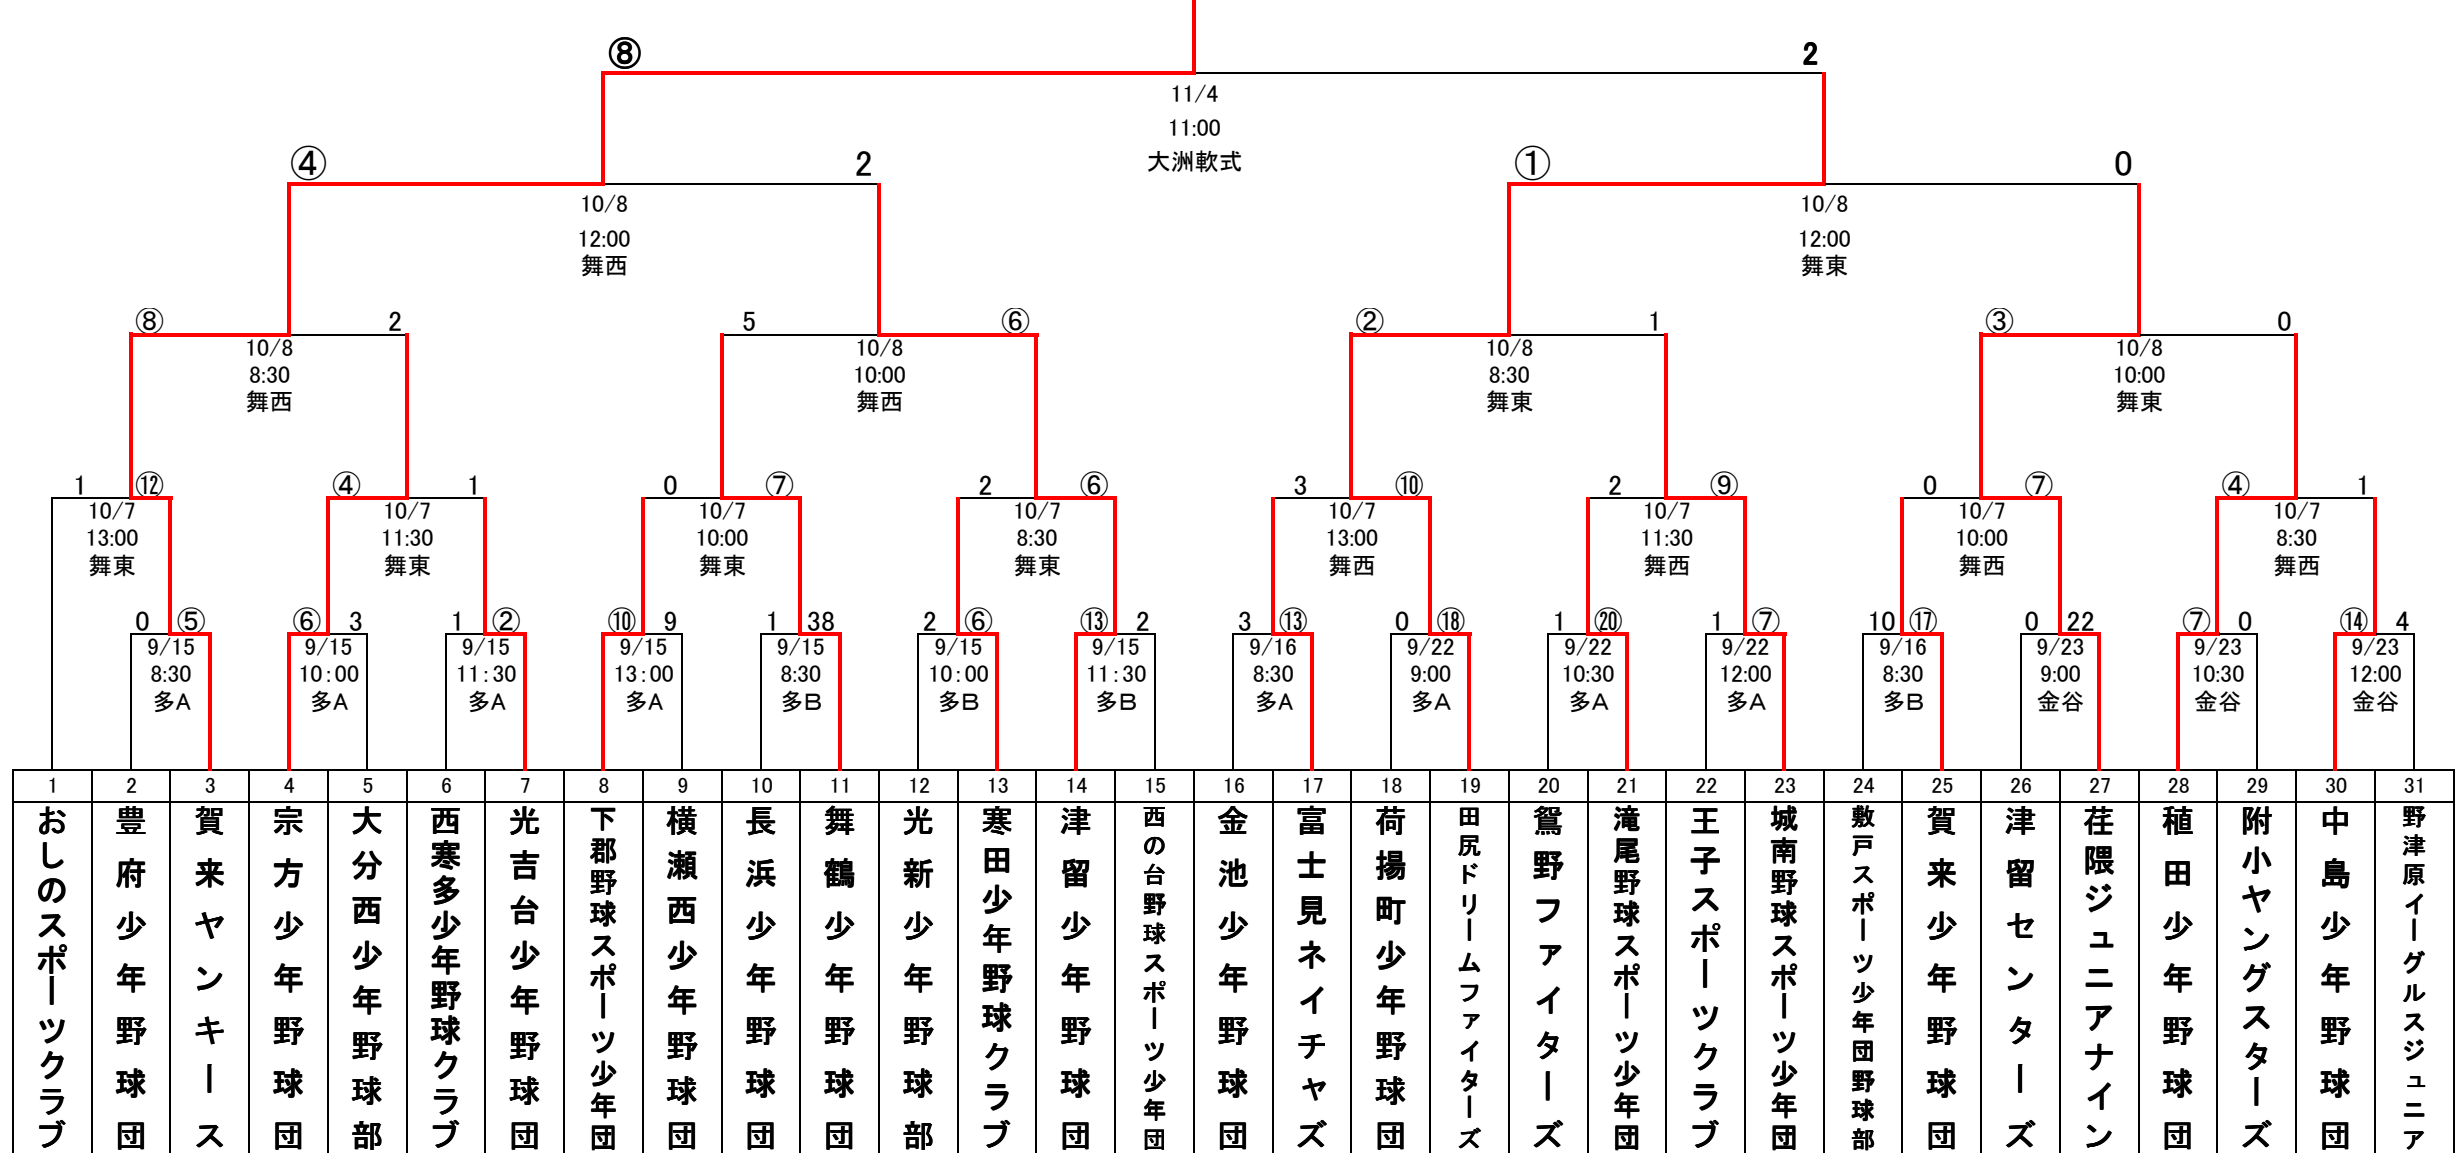 ⑧ 2
11/4
11:00
大洲軟式
④ 2 ① 0
10/8 10/8
12:00 12:00
舞西 舞東
⑧ 2 5 ⑥ ② 1 ③ 0
10/8 10/8 10/8 10/8
8:30 10:00 8:30 10:00
舞西 舞西 舞東 舞東
1 ⑫ ④ 1 0 ⑦ 2 ⑥ 3 ⑩ 2 ⑨ 0 ⑦ ④ 1
10/7 10/7 10/7 10/7 10/7 10/7 10/7 10/7
13:00 11:30 10:00 8:30 13:00 11:30 10:00 8:30
舞東 舞東 舞東 舞東 舞西 舞西 舞西 舞西
0 ⑤ ⑥ 3 1 ② ⑩ 9 1 38 2 ⑥ ⑬ 2 3 ⑬ 0 ⑱ 1 ⑳ 1 ⑦ 10 ⑰ 0 22 ⑦ 0 ⑭ 4
9/15 9/15 9/15 9/15 9/15 9/15 9/15 9/16 9/22 9/22 9/22 9/16 9/23 9/23 9/23
8:30 10:00 11:30 13:00 8:30 10:00 11:30 8:30 9:00 10:30 12:00 8:30 9:00 10:30 12:00
多A 多A 多A 多A 多B 多B 多B 多A 多A 多A 多A 多B 金谷 金谷 金谷
1 2 3 4 5 6 7 8 9 10 11 12 13 14 15 16 17 18 19 20 21 22 23 24 25 26 27 28 29 30 31
おしのスポーツクラブ
豊府少年野球団
賀来ヤンキース
宗方少年野球団
大分西少年野球部
西寒多少年野球クラブ
光吉台少年野球団
下郡野球スポーツ少年団
横瀬西少年野球団
長浜少年野球団
舞鶴少年野球団
光新少年野球部
寒田少年野球クラブ
津留少年野球団
西の台野球スポーツ少年団
金池少年野球団
富士見ネイチャズ
荷揚町少年野球団
田尻ドリームファイターズ
鴛野ファイターズ
滝尾野球スポーツ少年団
王子スポーツクラブ
城南野球スポーツ少年団
敷戸スポーツ少年団野球部
賀来少年野球団
津留センターズ
荏隈ジュニアナイン
稙田少年野球団
附小ヤングスターズ
中島少年野球団
野津原イーグルスジュニア